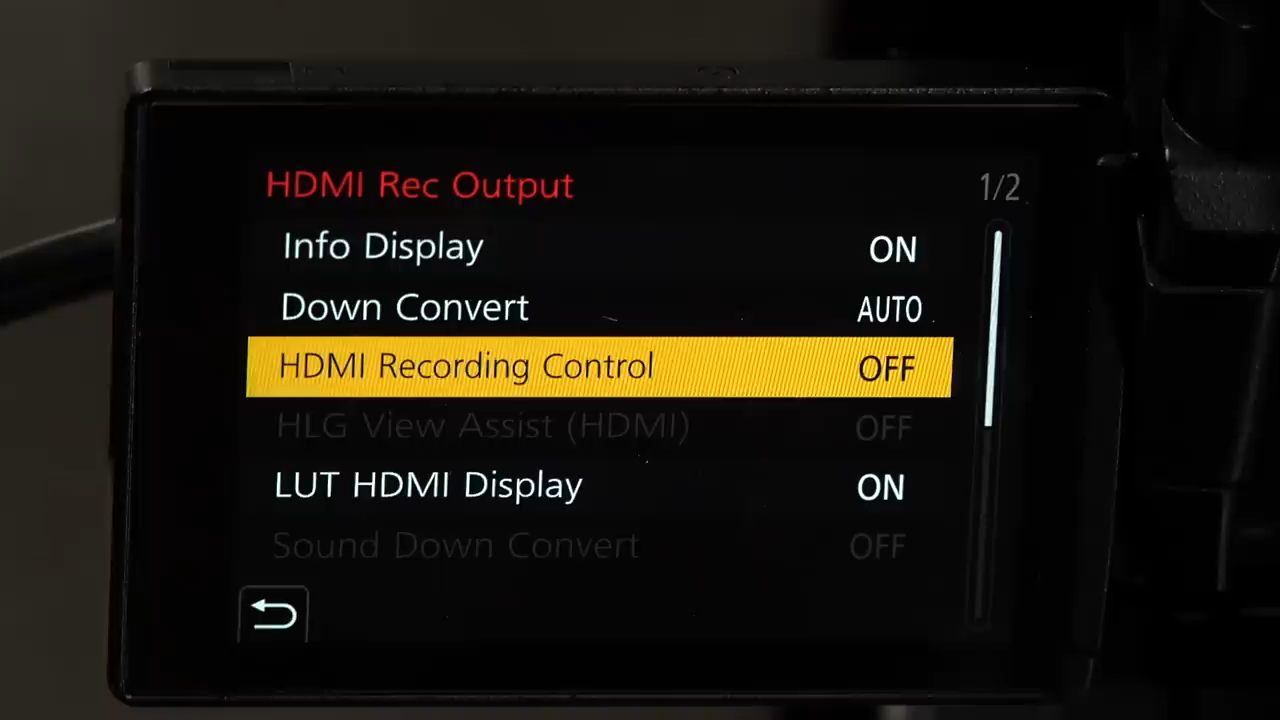 HDMI Rec Output 1/2
Info Display ON
Down Convert AUTO
HDMI Recording Control OFF
HLG View Assist (HDMI) OFF
LUT HDMI Display ON
Sound Down Convert OFF